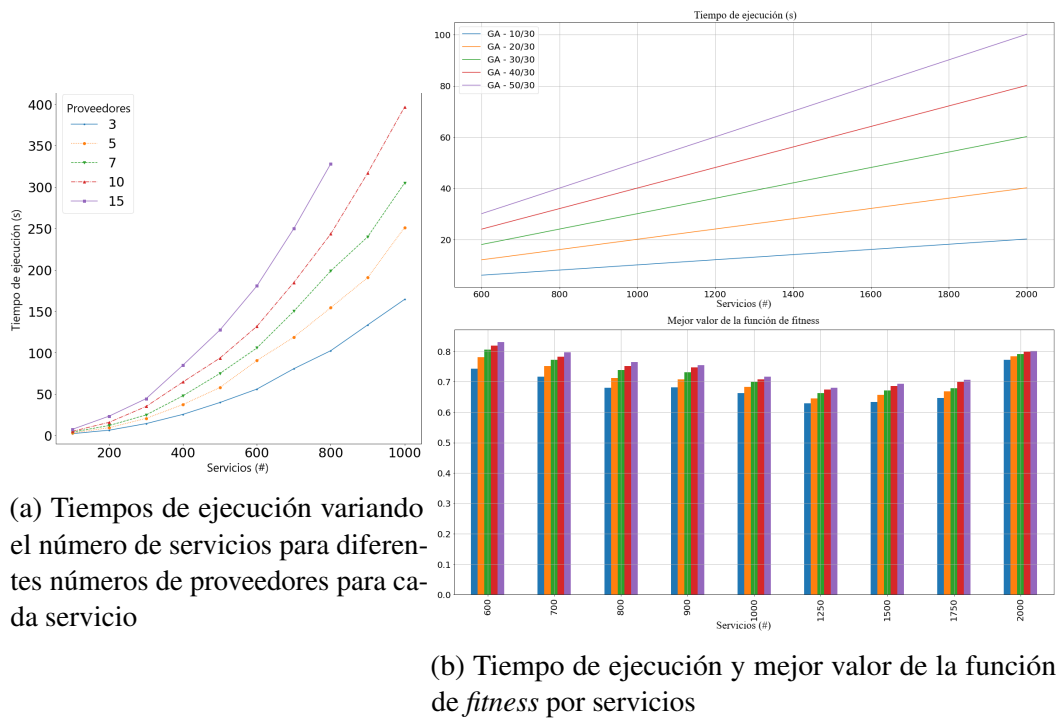 Proveedores
3
5
7
10
15
400
350
300
250
200
150
100
50
0
Tiempo de ejecución (s)
200 400 600 800 1000
Servicios (#)
(a) Tiempos de ejecución variando
el número de servicios para diferen-
tes números de proveedores para ca-
da servicio
Tiempo de ejecución (s)
GA - 10/30
GA - 20/30
GA - 30/30
GA - 40/30
GA - 50/30
100
80
60
40
20
600 800 1000 1200 1400 1600 1800 2000
Servicios (#)
Mejor valor de la función de fitness
0.8
0.7
0.6
0.5
0.4
0.3
0.2
0.1
0.0
600 700 800 900 1000 1250 1500 1750 2000
Servicios (#)
(b) Tiempo de ejecución y mejor valor de la función
de fitness por servicios